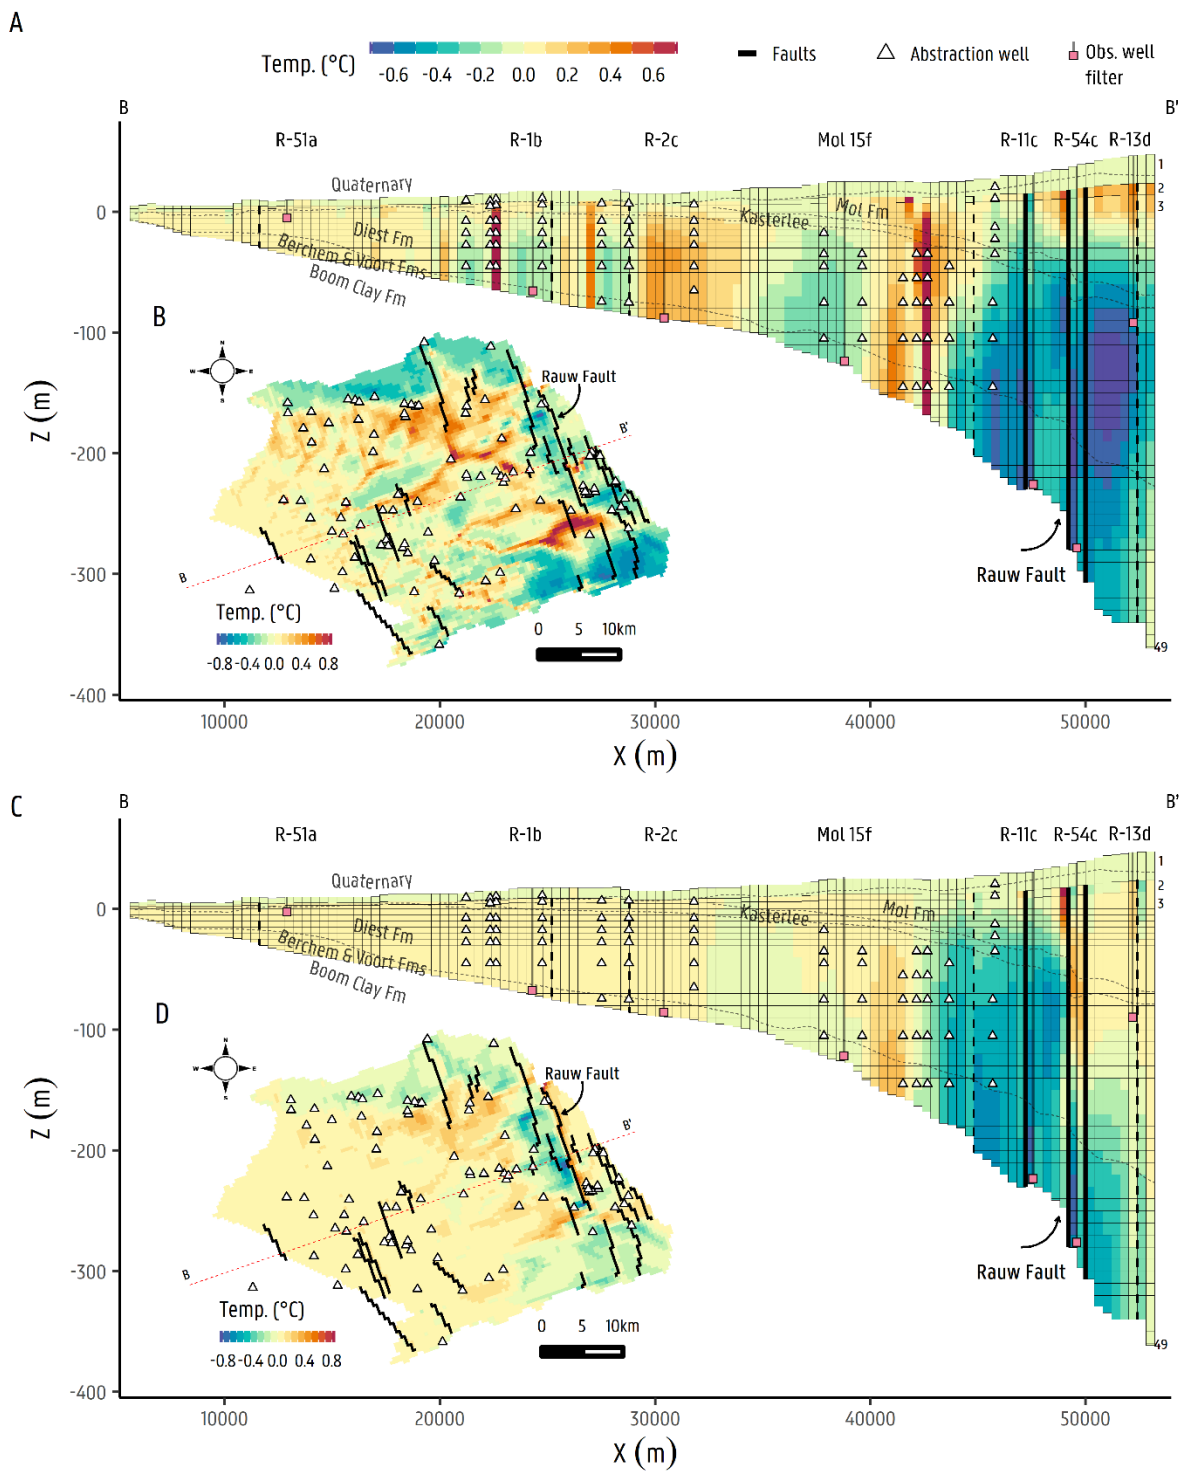 A
Temp. (°C)
-0.6 -0.4 -0.2 0.0 0.2 0.4 0.6
Faults
Abstraction well
Obs. well
filter
B
B'
R-51a R-1b R-2c Mol 15f R-11c R-54c R-13d
Quaternary
Diest Fm
Berchem & Voort Fms
Boom Clay Fm
Kasterlee
Mol Fm
1
2
3
49
Rauw Fault
B
N
W E
S
Rauw Fault
B'
B
Temp. (°C)
-0.8 -0.4 0.0 0.4 0.8
0 5 10km
Z (m)
0
-100
-200
-300
-400
10000 20000 30000 40000 50000
X (m)
C
B
B'
R-51a R-1b R-2c Mol 15f R-11c R-54c R-13d
Quaternary
Diest Fm
Berchem & Voort Fms
Boom Clay Fm
Kasterlee
Mol Fm
1
2
3
49
Rauw Fault
D
N
W E
S
Rauw Fault
B'
B
Temp. (°C)
-0.8 -0.4 0.0 0.4 0.8
0 5 10km
Z (m)
0
-100
-200
-300
-400
10000 20000 30000 40000 50000
X (m)